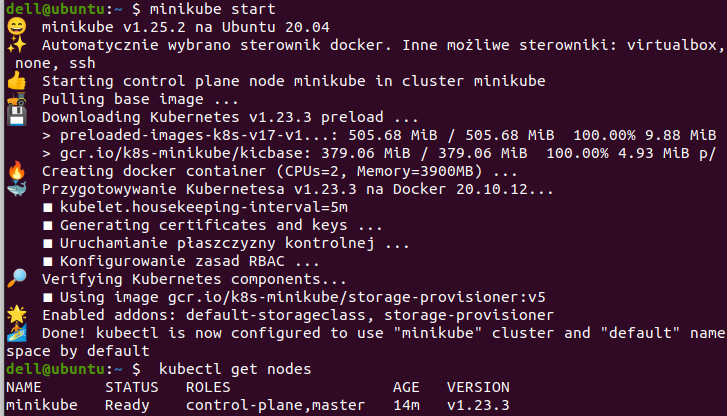 dell@ubuntu:~ $ minikube start
😄  minikube v1.25.2 na Ubuntu 20.04
✨  Automatycznie wybrano sterownik docker. Inne możliwe sterowniki: virtualbox,
 none, ssh
👍  Starting control plane node minikube in cluster minikube
🚜  Pulling base image ...
💾  Downloading Kubernetes v1.23.3 preload ...
    > preloaded-images-k8s-v17-v1...: 505.68 MiB / 505.68 MiB  100.00% 9.88 MiB
    > gcr.io/k8s-minikube/kicbase: 379.06 MiB / 379.06 MiB  100.00% 4.93 MiB p/
🔥  Creating docker container (CPUs=2, Memory=3900MB) ...
🐳  Przygotowywanie Kubernetesa v1.23.3 na Docker 20.10.12...
    ▪ kubelet.housekeeping-interval=5m
    ▪ Generating certificates and keys ...
    ▪ Uruchamianie płaszczyzny kontrolnej ...
    ▪ Konfigurowanie zasad RBAC ...
🔎  Verifying Kubernetes components...
    ▪ Using image gcr.io/k8s-minikube/storage-provisioner:v5
🌟  Enabled addons: default-storageclass, storage-provisioner
🏄  Done! kubectl is now configured to use "minikube" cluster and "default" name
space by default
dell@ubuntu:~ $  kubectl get nodes
NAME       STATUS   ROLES                  AGE   VERSION
minikube   Ready    control-plane,master   14m   v1.23.3